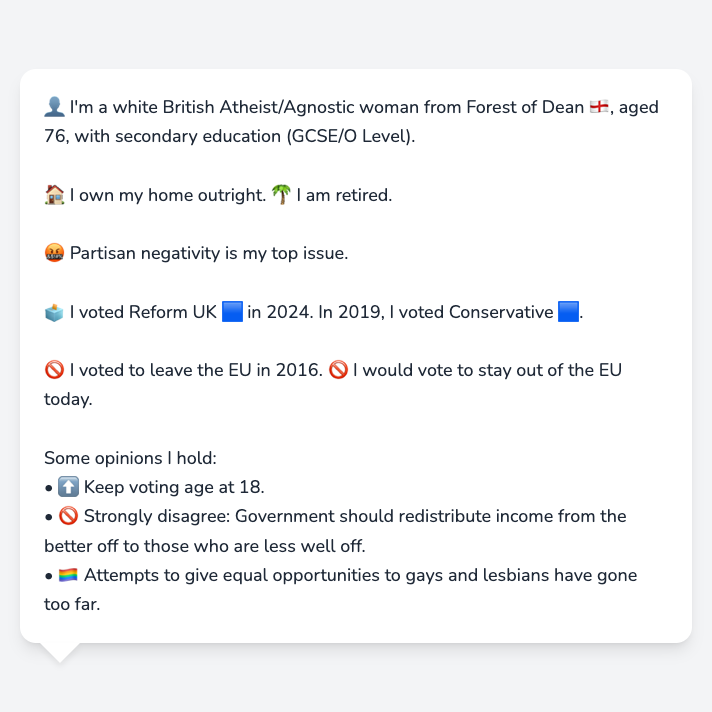 👤 I'm a white British Atheist/Agnostic woman from Forest of Dean 🏴󠁧󠁢󠁥󠁮󠁧󠁿, aged
76, with secondary education (GCSE/O Level).
🏠 I own my home outright. 🌴 I am retired.
🤬 Partisan negativity is my top issue.
🗳️ I voted Reform UK 🟦 in 2024. In 2019, I voted Conservative 🟦.
🚫 I voted to leave the EU in 2016. 🚫 I would vote to stay out of the EU
today.
Some opinions I hold:
• ⬆️ Keep voting age at 18.
• 🚫 Strongly disagree: Government should redistribute income from the
better off to those who are less well off.
• 🏳️‍🌈 Attempts to give equal opportunities to gays and lesbians have gone
too far.